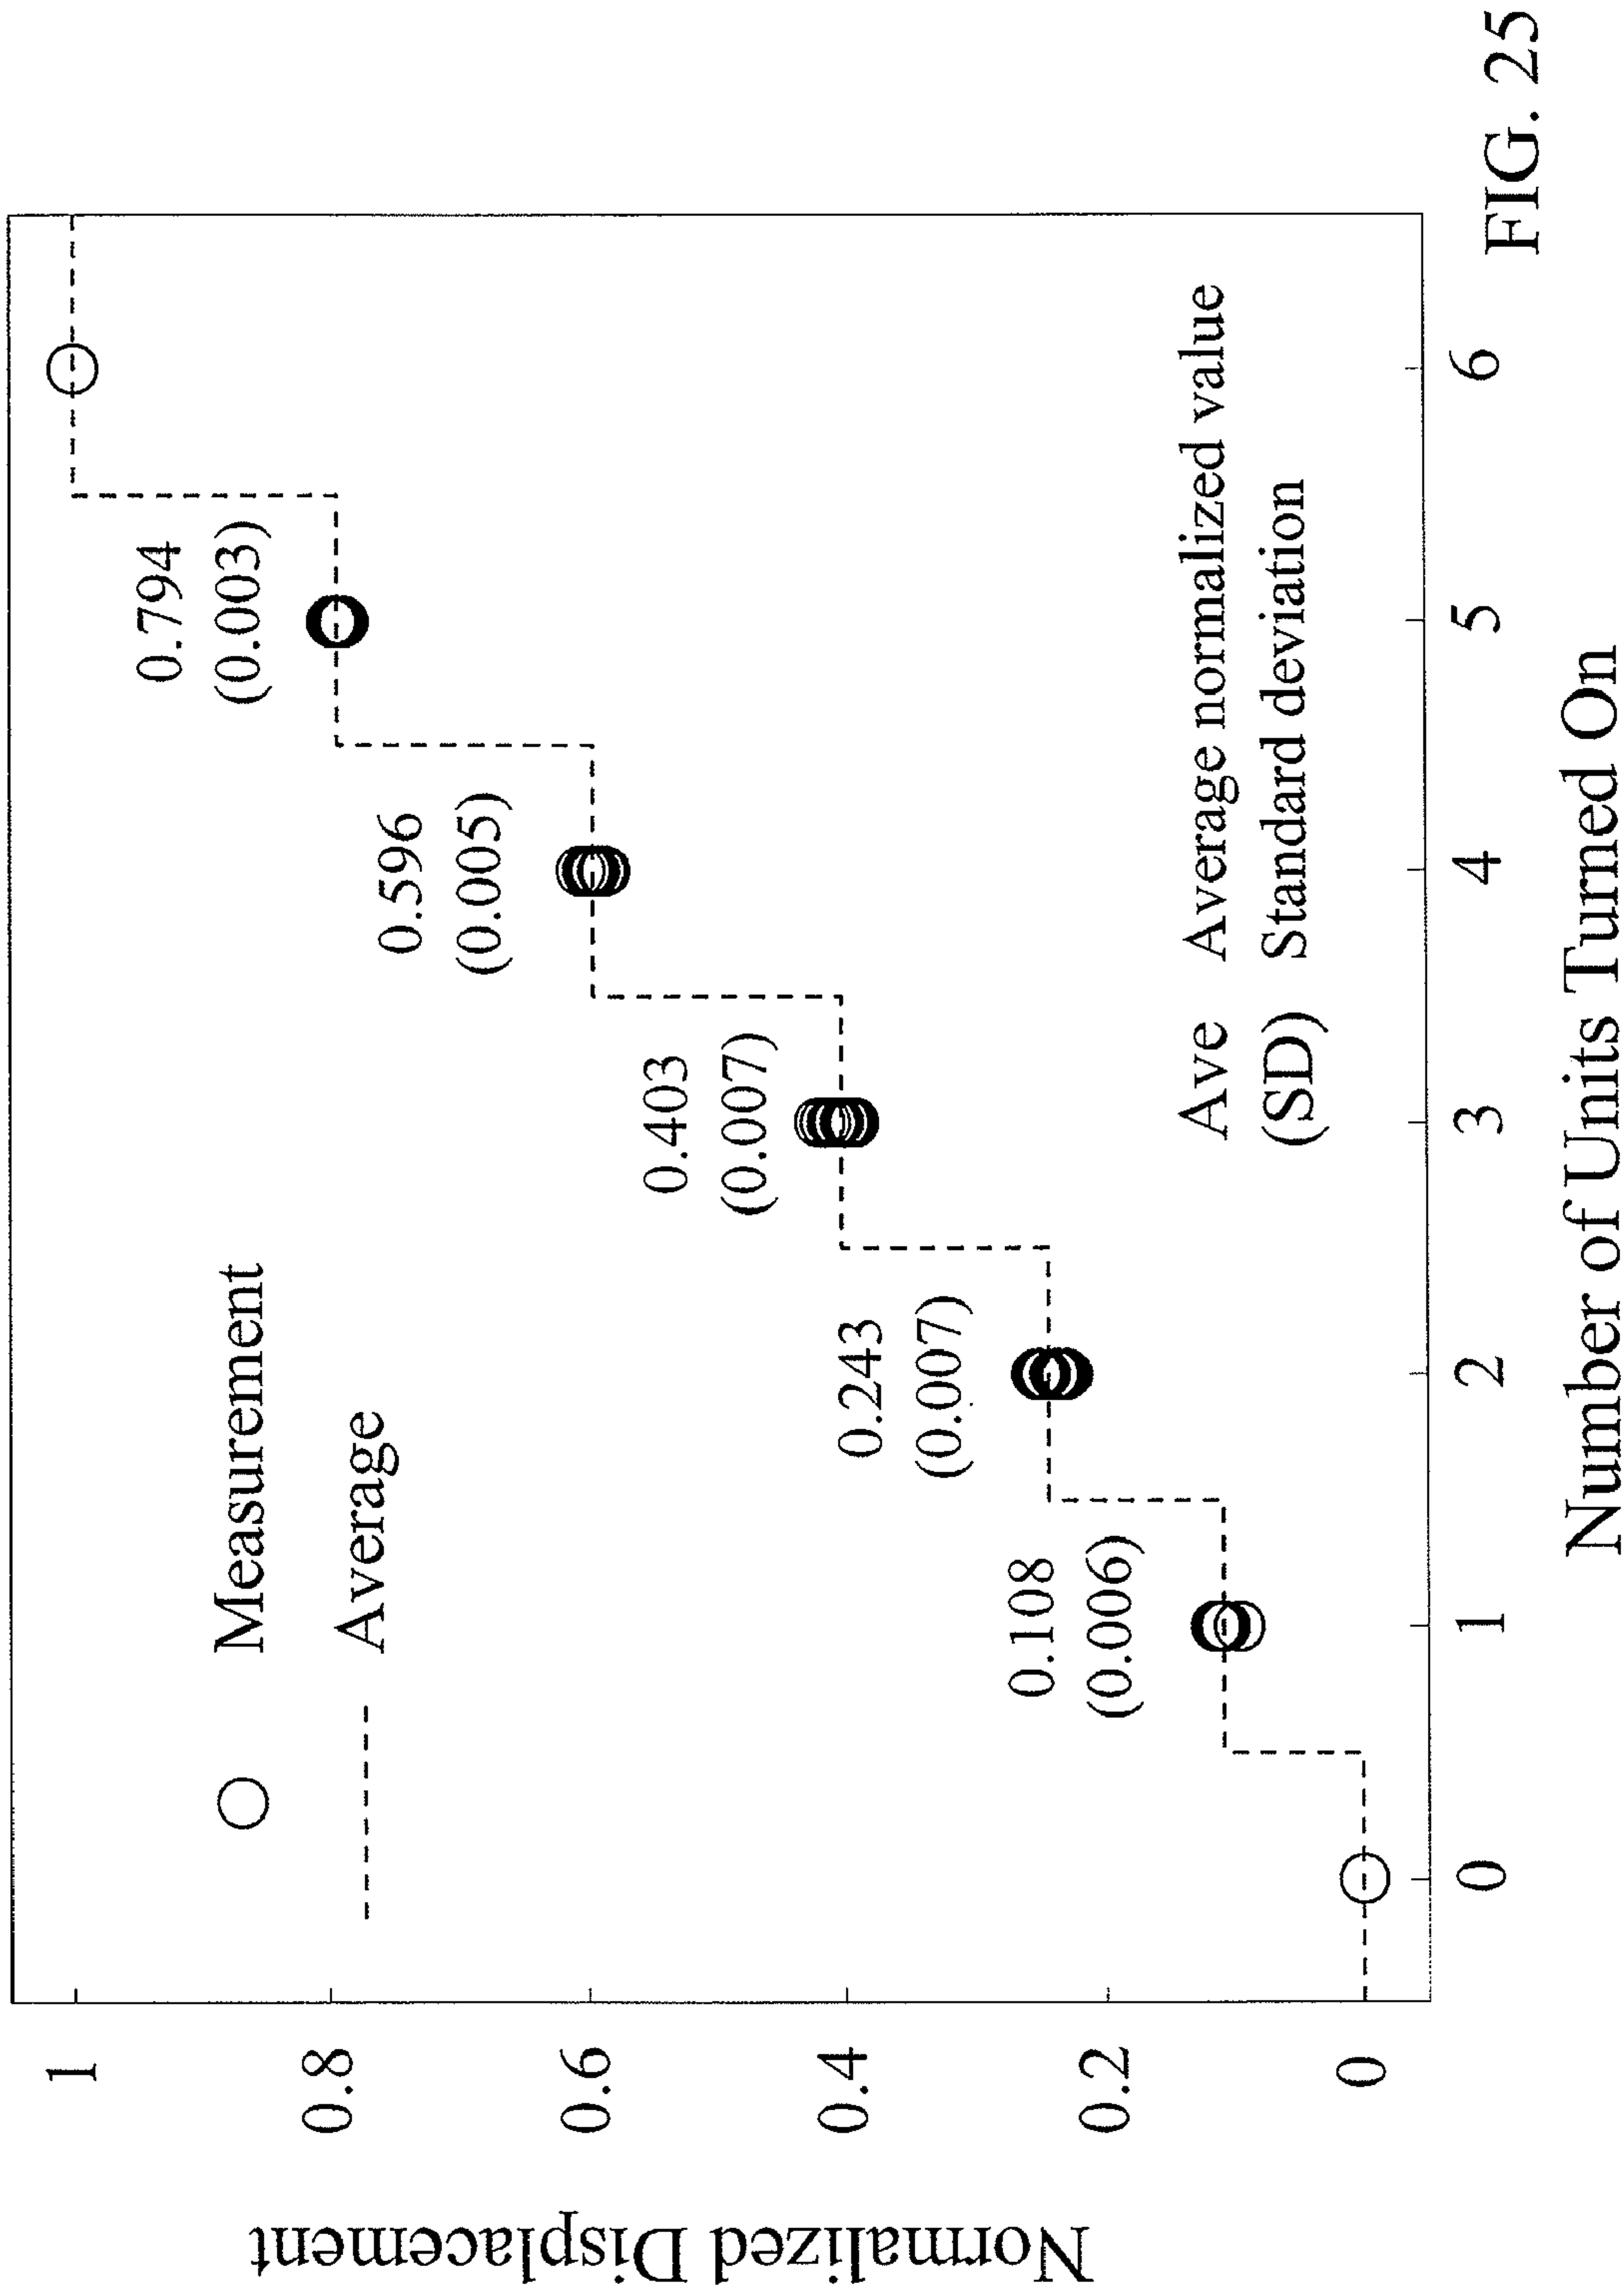 Normalized Displacement
1
0.8
0.6
0.4
0.2
0
Measurement
Average
0.108
(0.006)
0.243
(0.007)
0.403
(0.007)
0.596
(0.005)
0.794
(0.003)
Ave Average normalized value
(SD) Standard deviation
0 1 2 3 4 5 6
Number of Units Turned On
FIG. 25